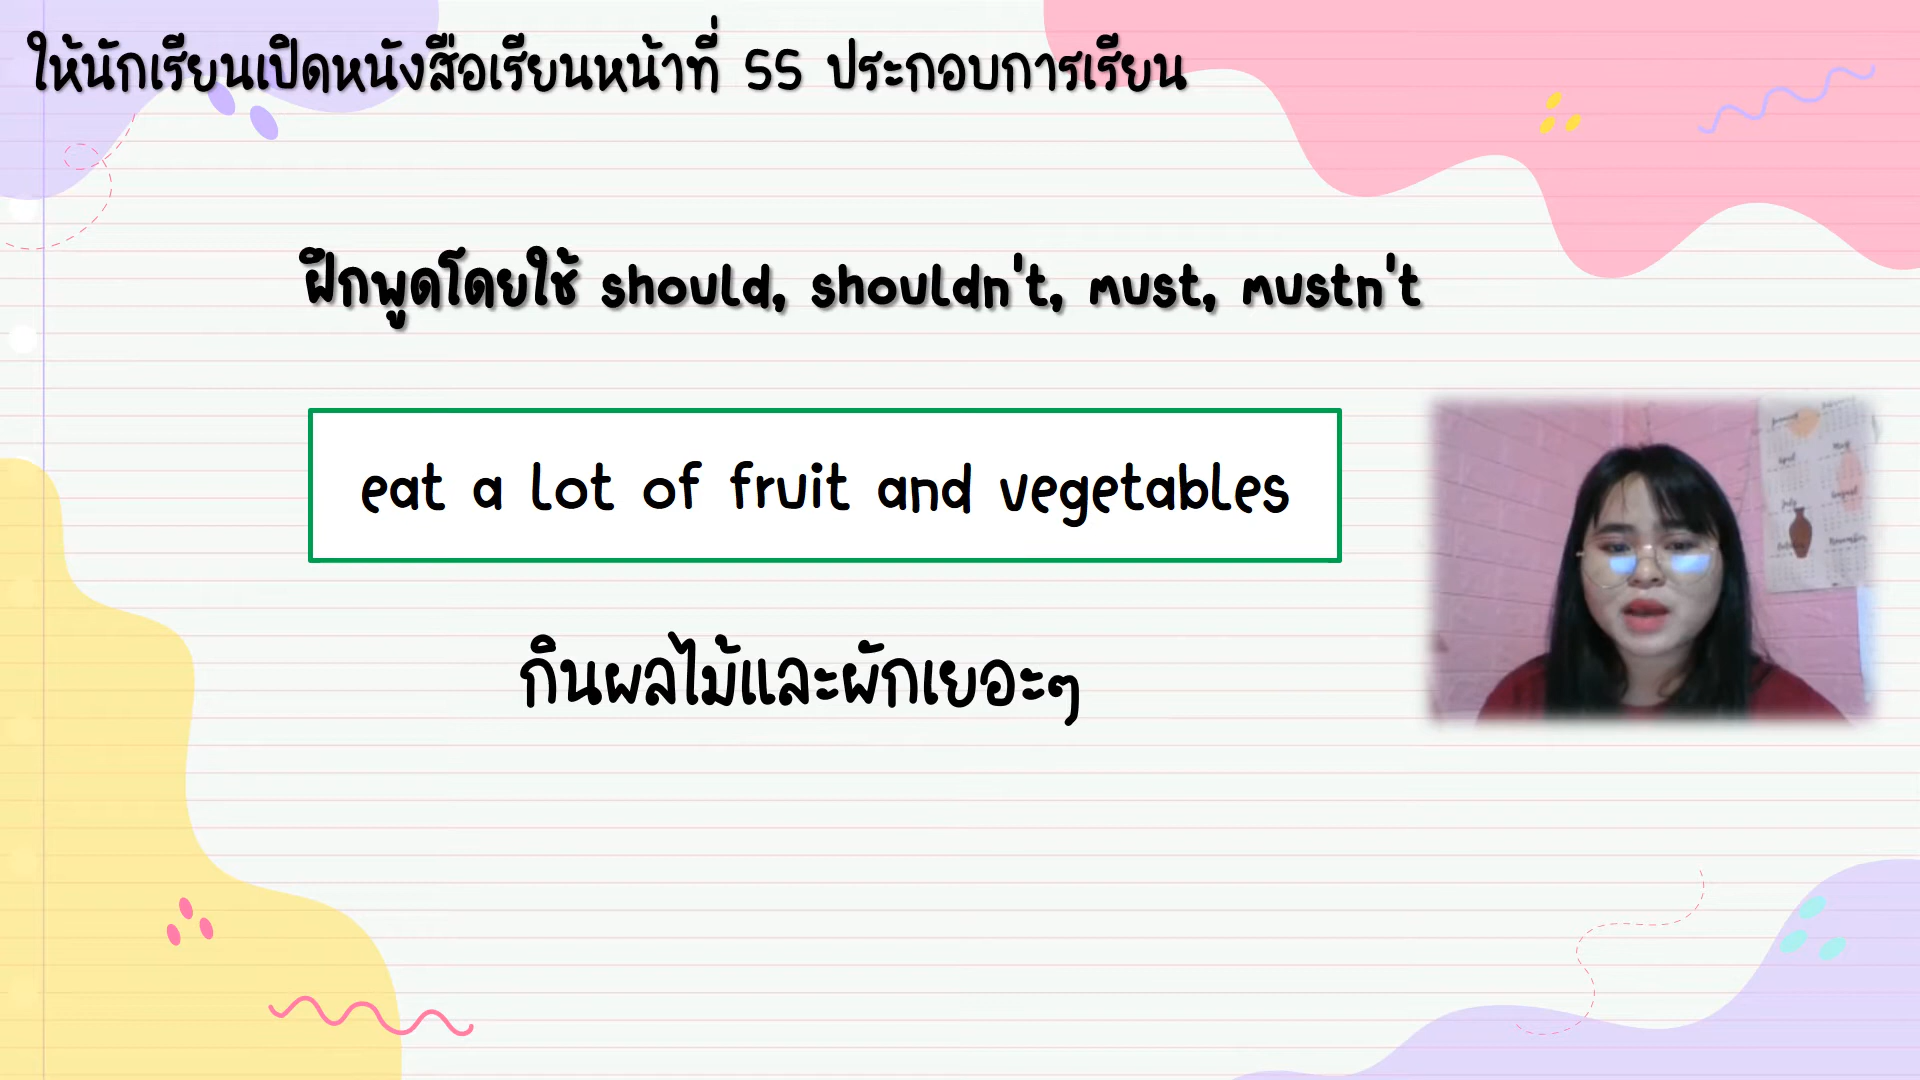 ให้นักเรียนเปิดหนังสือเรียนหน้าที่ 55 ประกอบการเรียน
ฝึกพูดโดยใช้ should, shouldn't, must, mustn't
eat a lot of fruit and vegetables
กินผลไม้และผักเยอะๆ